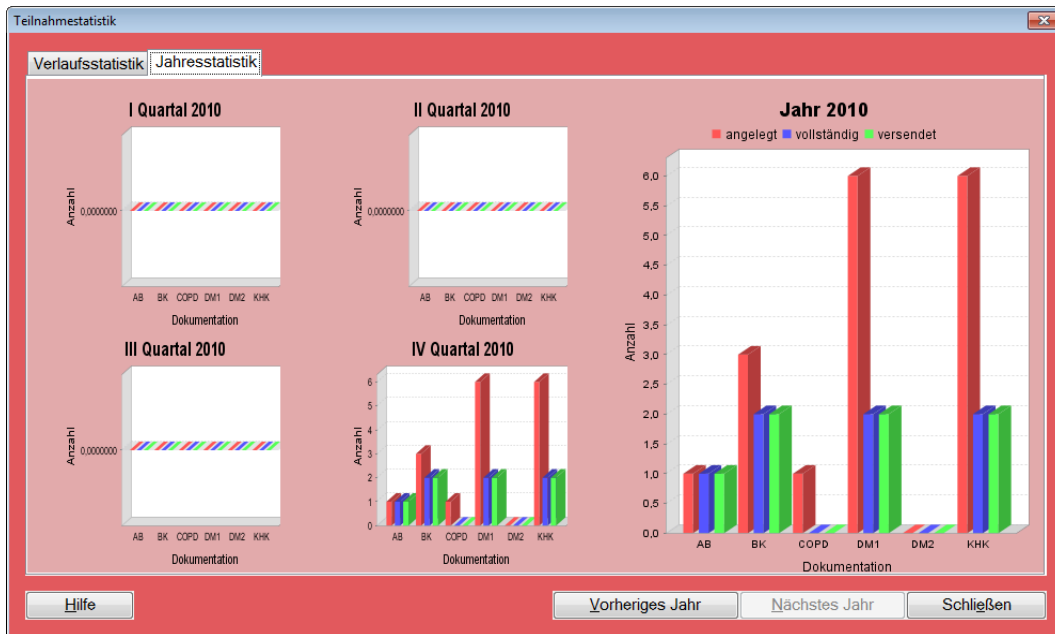 Teilnahmestatistik
Verlaufsstatistik Jahresstatistik
I Quartal 2010
Anzahl
0,0000000
AB BK COPD DM1 DM2 KHK
Dokumentation
II Quartal 2010
Anzahl
0,0000000
AB BK COPD DM1 DM2 KHK
Dokumentation
III Quartal 2010
Anzahl
0,0000000
AB BK COPD DM1 DM2 KHK
Dokumentation
IV Quartal 2010
Anzahl
6
5
4
3
2
1
0
AB BK COPD DM1 DM2 KHK
Dokumentation
Jahr 2010
angelegt vollständig versendet
Anzahl
6,0
5,5
5,0
4,5
4,0
3,5
3,0
2,5
2,0
1,5
1,0
0,5
0,0
AB BK COPD DM1 DM2 KHK
Dokumentation
Hilfe Vorheriges Jahr Nächstes Jahr Schließen